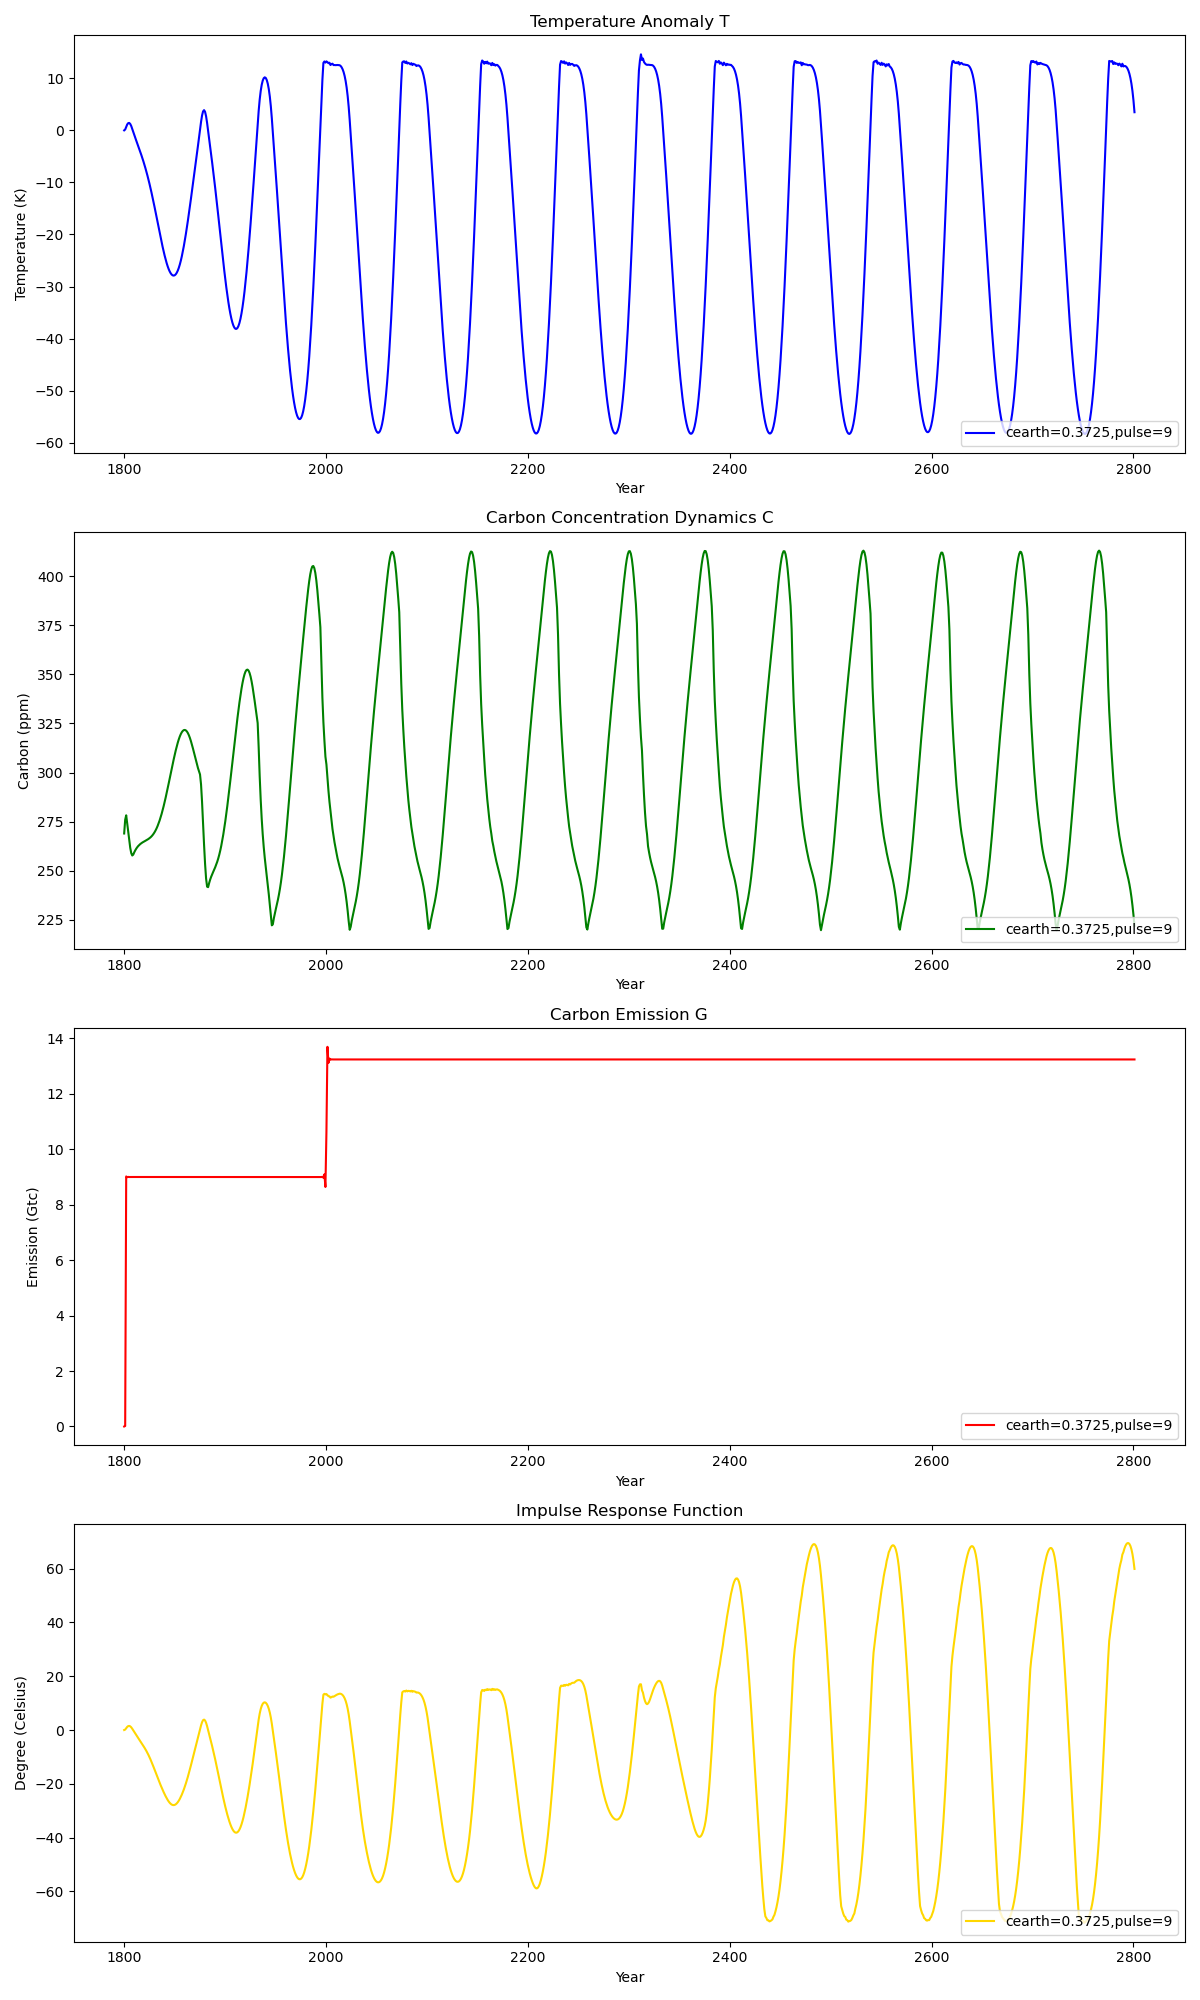 Temperature Anomaly T
Temperature (K)
10
0
−10
−20
−30
−40
−50
−60
cearth=0.3725,pulse=9
1800 2000 2200 2400 2600 2800
Year
Carbon Concentration Dynamics C
Carbon (ppm)
400
375
350
325
300
275
250
225
cearth=0.3725,pulse=9
1800 2000 2200 2400 2600 2800
Year
Carbon Emission G
Emission (Gtc)
14
12
10
8
6
4
2
0
cearth=0.3725,pulse=9
1800 2000 2200 2400 2600 2800
Year
Impulse Response Function
Degree (Celsius)
60
40
20
0
−20
−40
−60
cearth=0.3725,pulse=9
1800 2000 2200 2400 2600 2800
Year